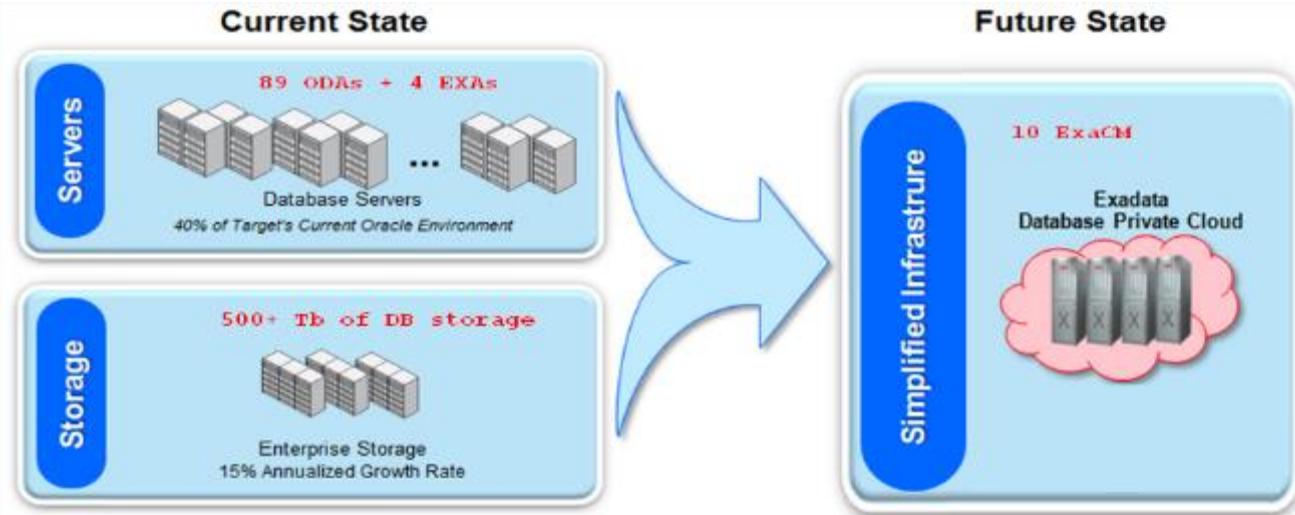 Current State
Future State
Servers
89 ODAs + 4 EXAs
...
Database Servers
40% of Target's Current Oracle Environment
Storage
500+ Tb of DB storage
Enterprise Storage
15% Annualized Growth Rate
Simplified Infrastrure
10 ExaCM
Exadata
Database Private Cloud
X X X X